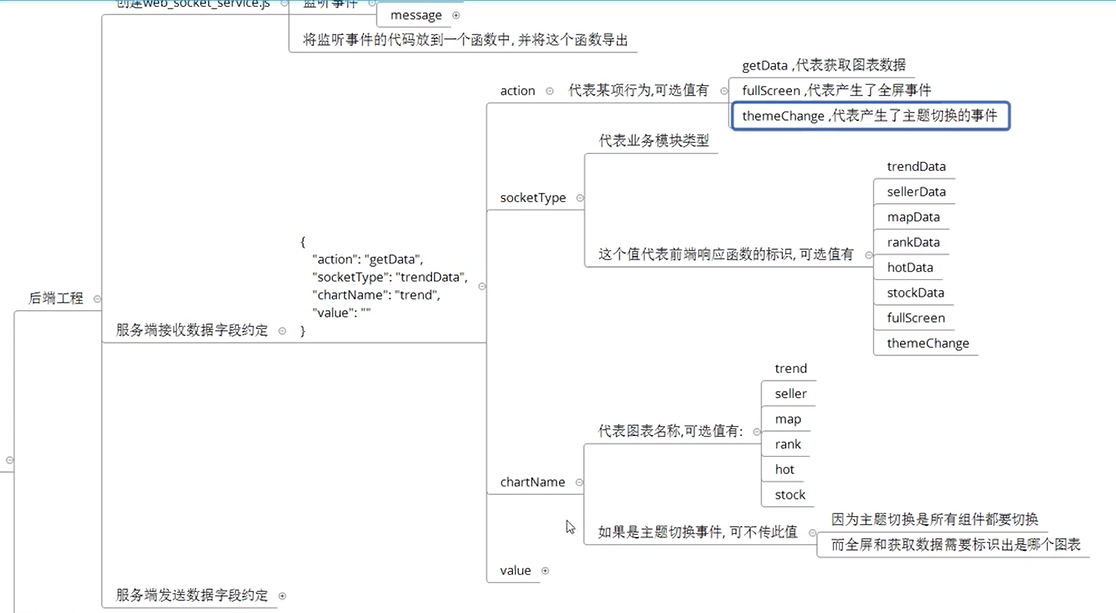 创建web_socket_service.js
监听事件
message
将监听事件的代码放到一个函数中, 并将这个函数导出
后端工程
服务端接收数据字段约定
{
"action": "getData",
"socketType": "trendData",
"chartName": "trend",
"value": ""
}
action
代表某项行为,可选值有
getData ,代表获取图表数据
fullScreen ,代表产生了全屏事件
themeChange ,代表产生了主题切换的事件
socketType
代表业务模块类型
这个值代表前端响应函数的标识, 可选值有
trendData
sellerData
mapData
rankData
hotData
stockData
fullScreen
themeChange
chartName
代表图表名称,可选值有:
trend
seller
map
rank
hot
stock
如果是主题切换事件, 可不传此值
因为主题切换是所有组件都要切换
而全屏和获取数据需要标识出是哪个图表
value
服务端发送数据字段约定